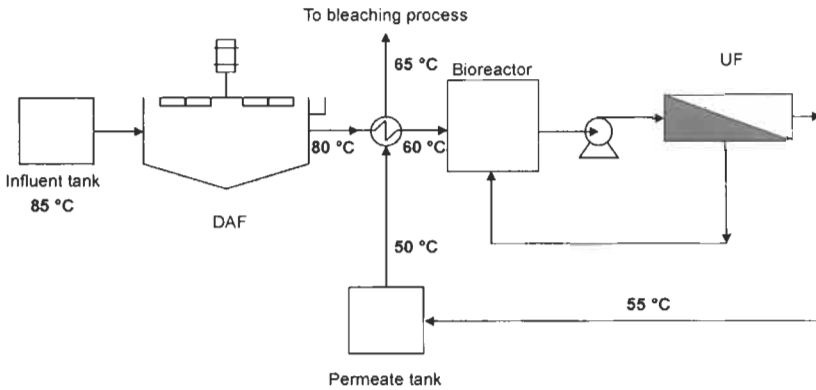 To bleaching process
65 °C
Bioreactor
UF
80 °C
60 °C
Influent tank
85 °C
DAF
50 °C
55 °C
Permeate tank